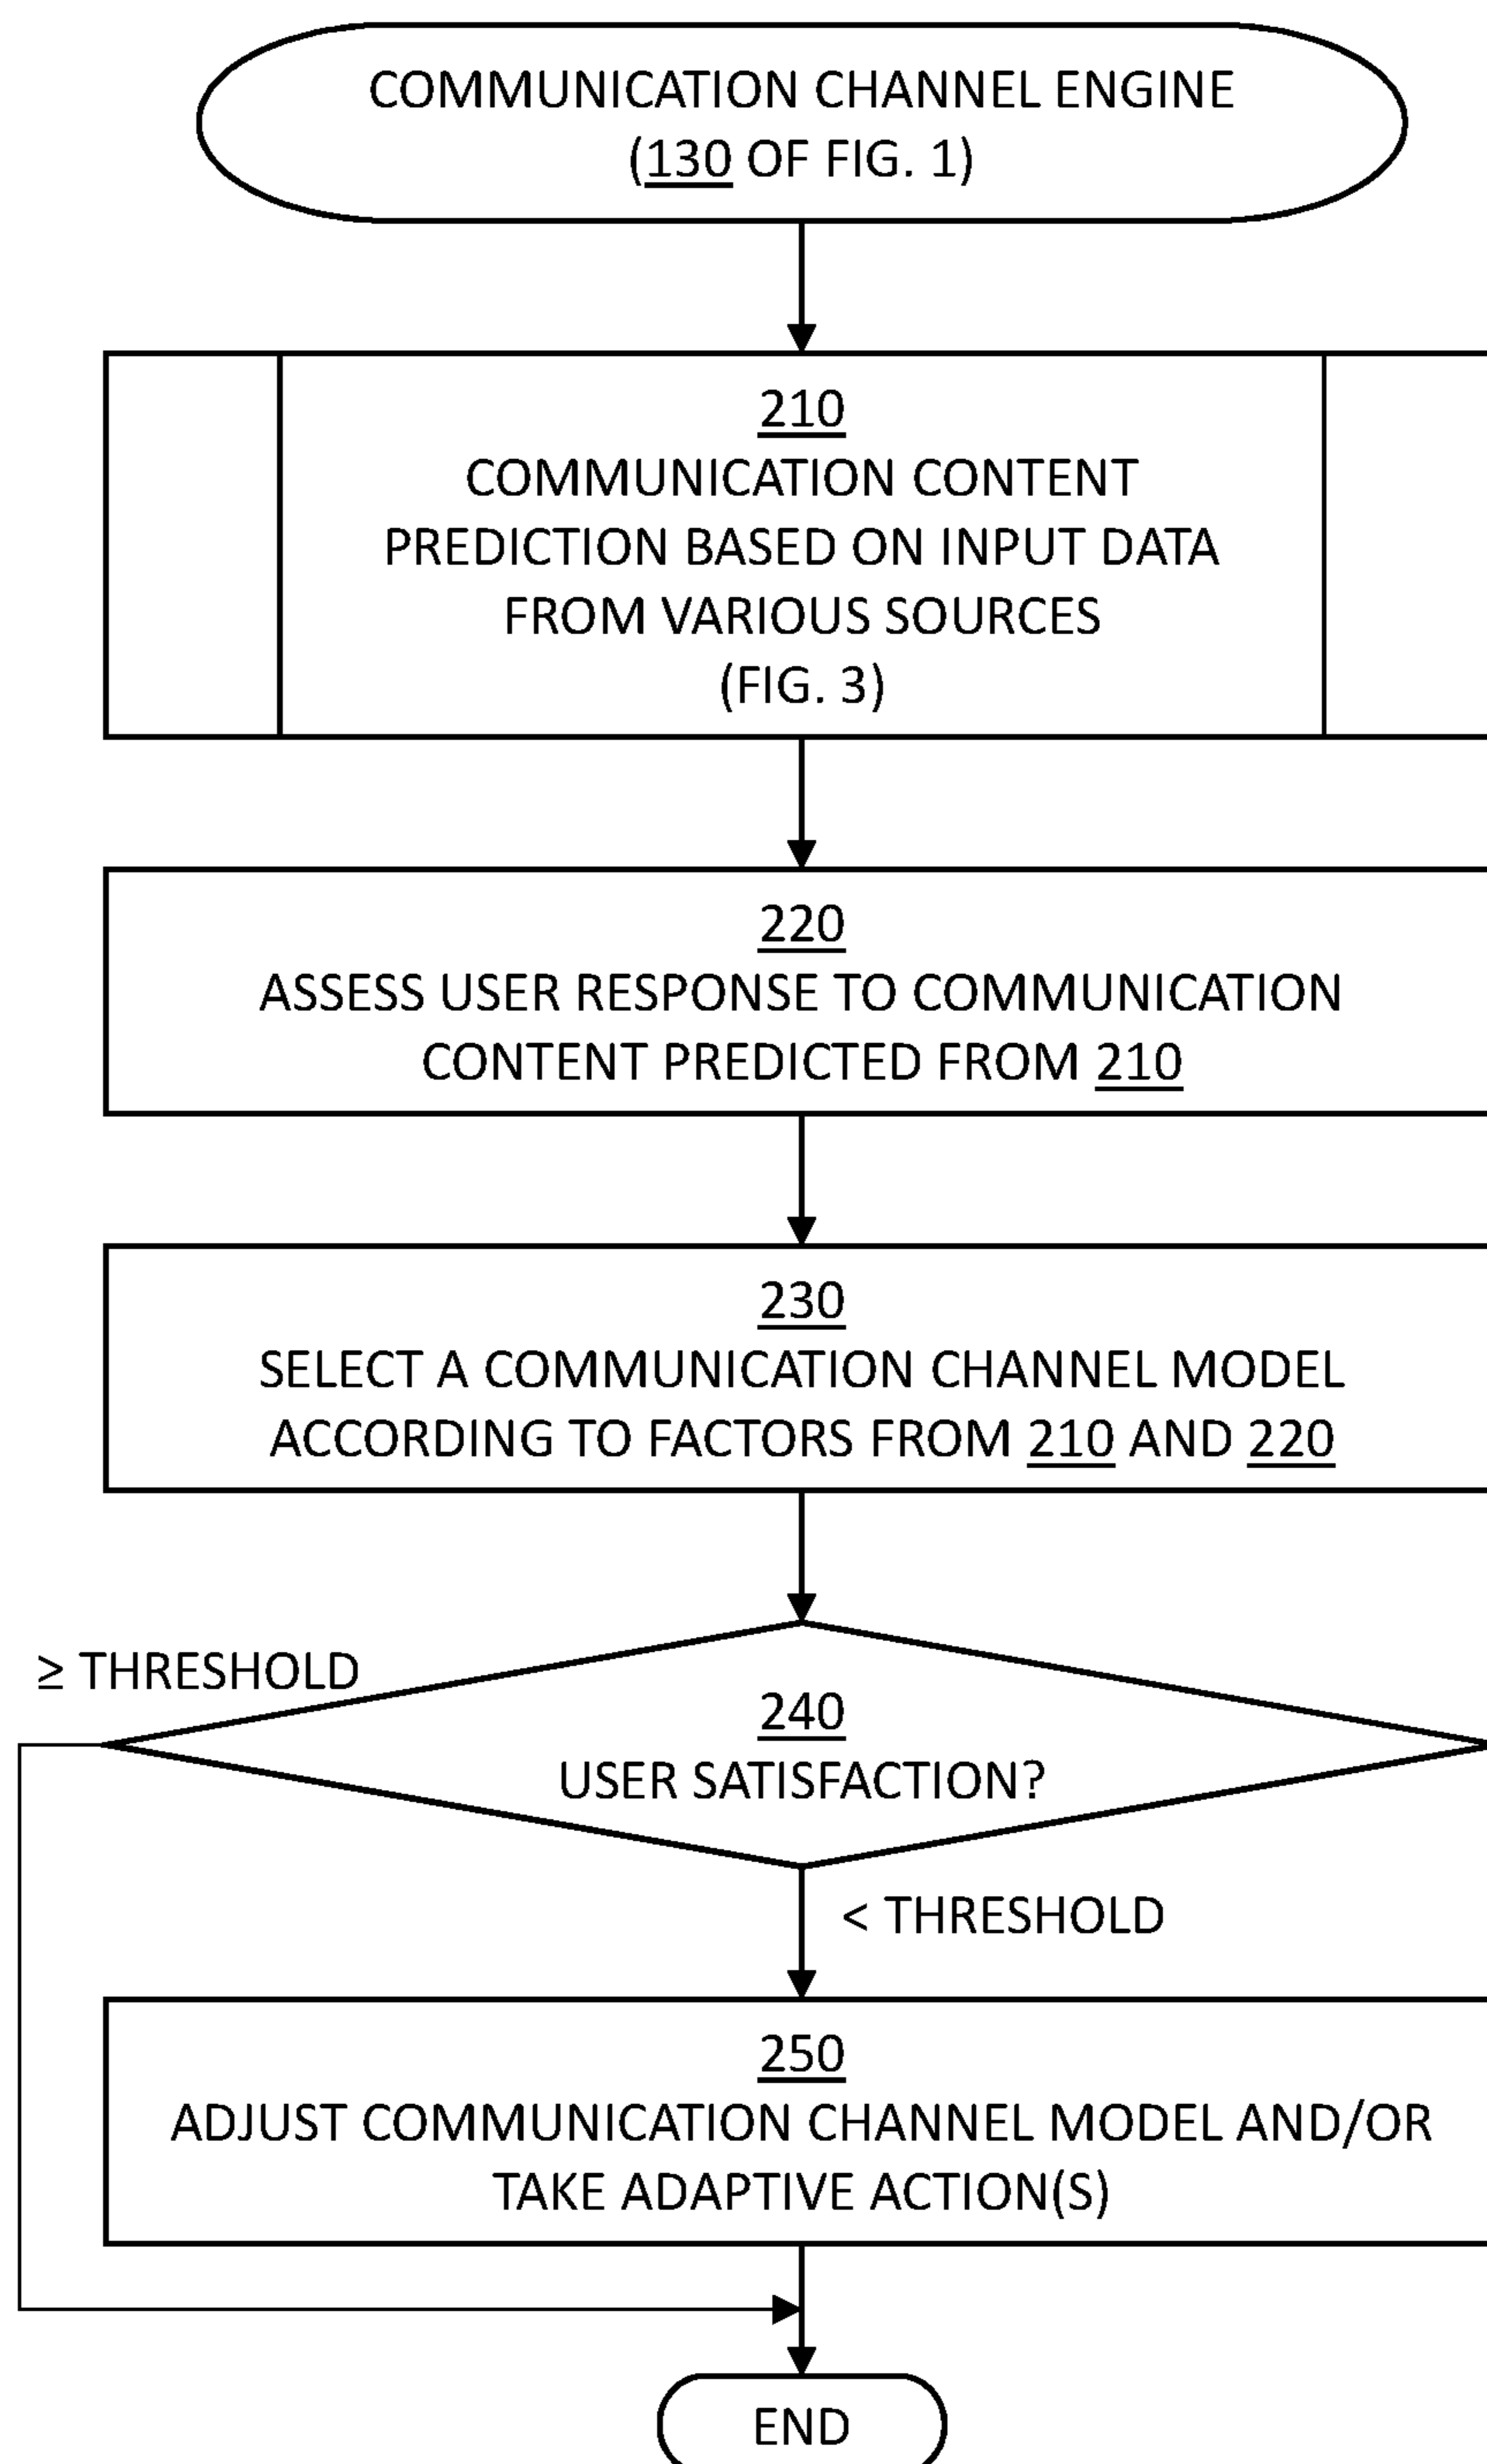 COMMUNICATION CHANNEL ENGINE
(130 OF FIG. 1)
210
COMMUNICATION CONTENT
PREDICTION BASED ON INPUT DATA
FROM VARIOUS SOURCES
(FIG. 3)
220
ASSESS USER RESPONSE TO COMMUNICATION
CONTENT PREDICTED FROM 210
230
SELECT A COMMUNICATION CHANNEL MODEL
ACCORDING TO FACTORS FROM 210 AND 220
≥ THRESHOLD
240
USER SATISFACTION?
< THRESHOLD
250
ADJUST COMMUNICATION CHANNEL MODEL AND/OR
TAKE ADAPTIVE ACTION(S)
END